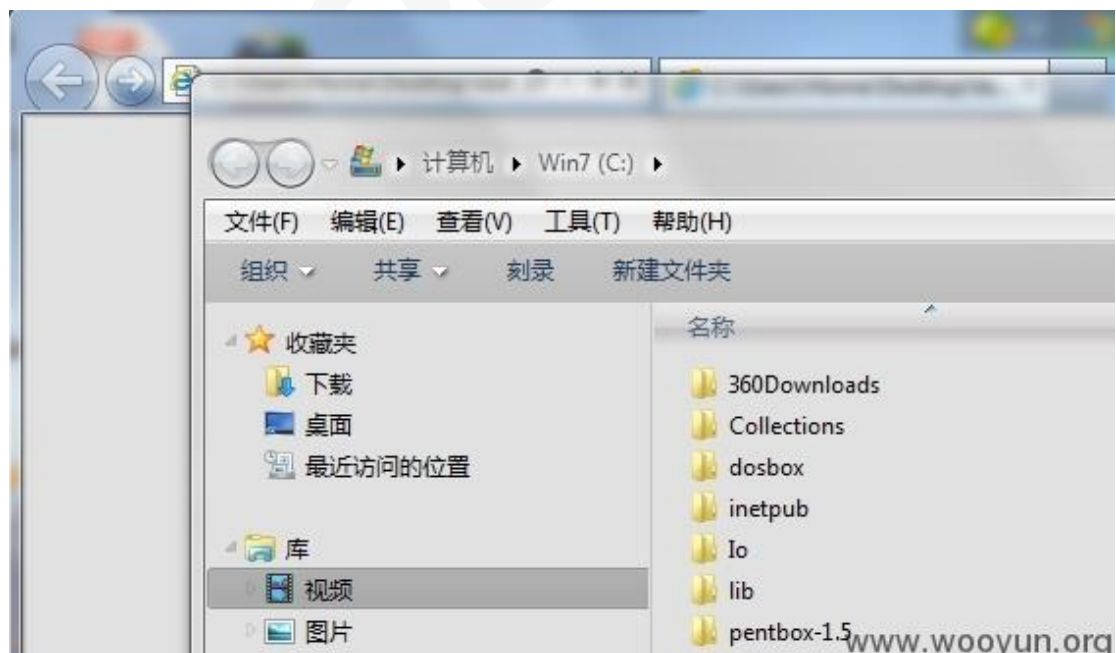 计算机 Win7 (C:)
文件(F) 编辑(E) 查看(V) 工具(T) 帮助(H)
组织 共享 刻录 新建文件夹
收藏夹
下载
桌面
最近访问的位置
库
视频
图片
名称
360Downloads
Collections
dosbox
inetpub
Io
lib
pentbox-1.5
www.wooyun.org